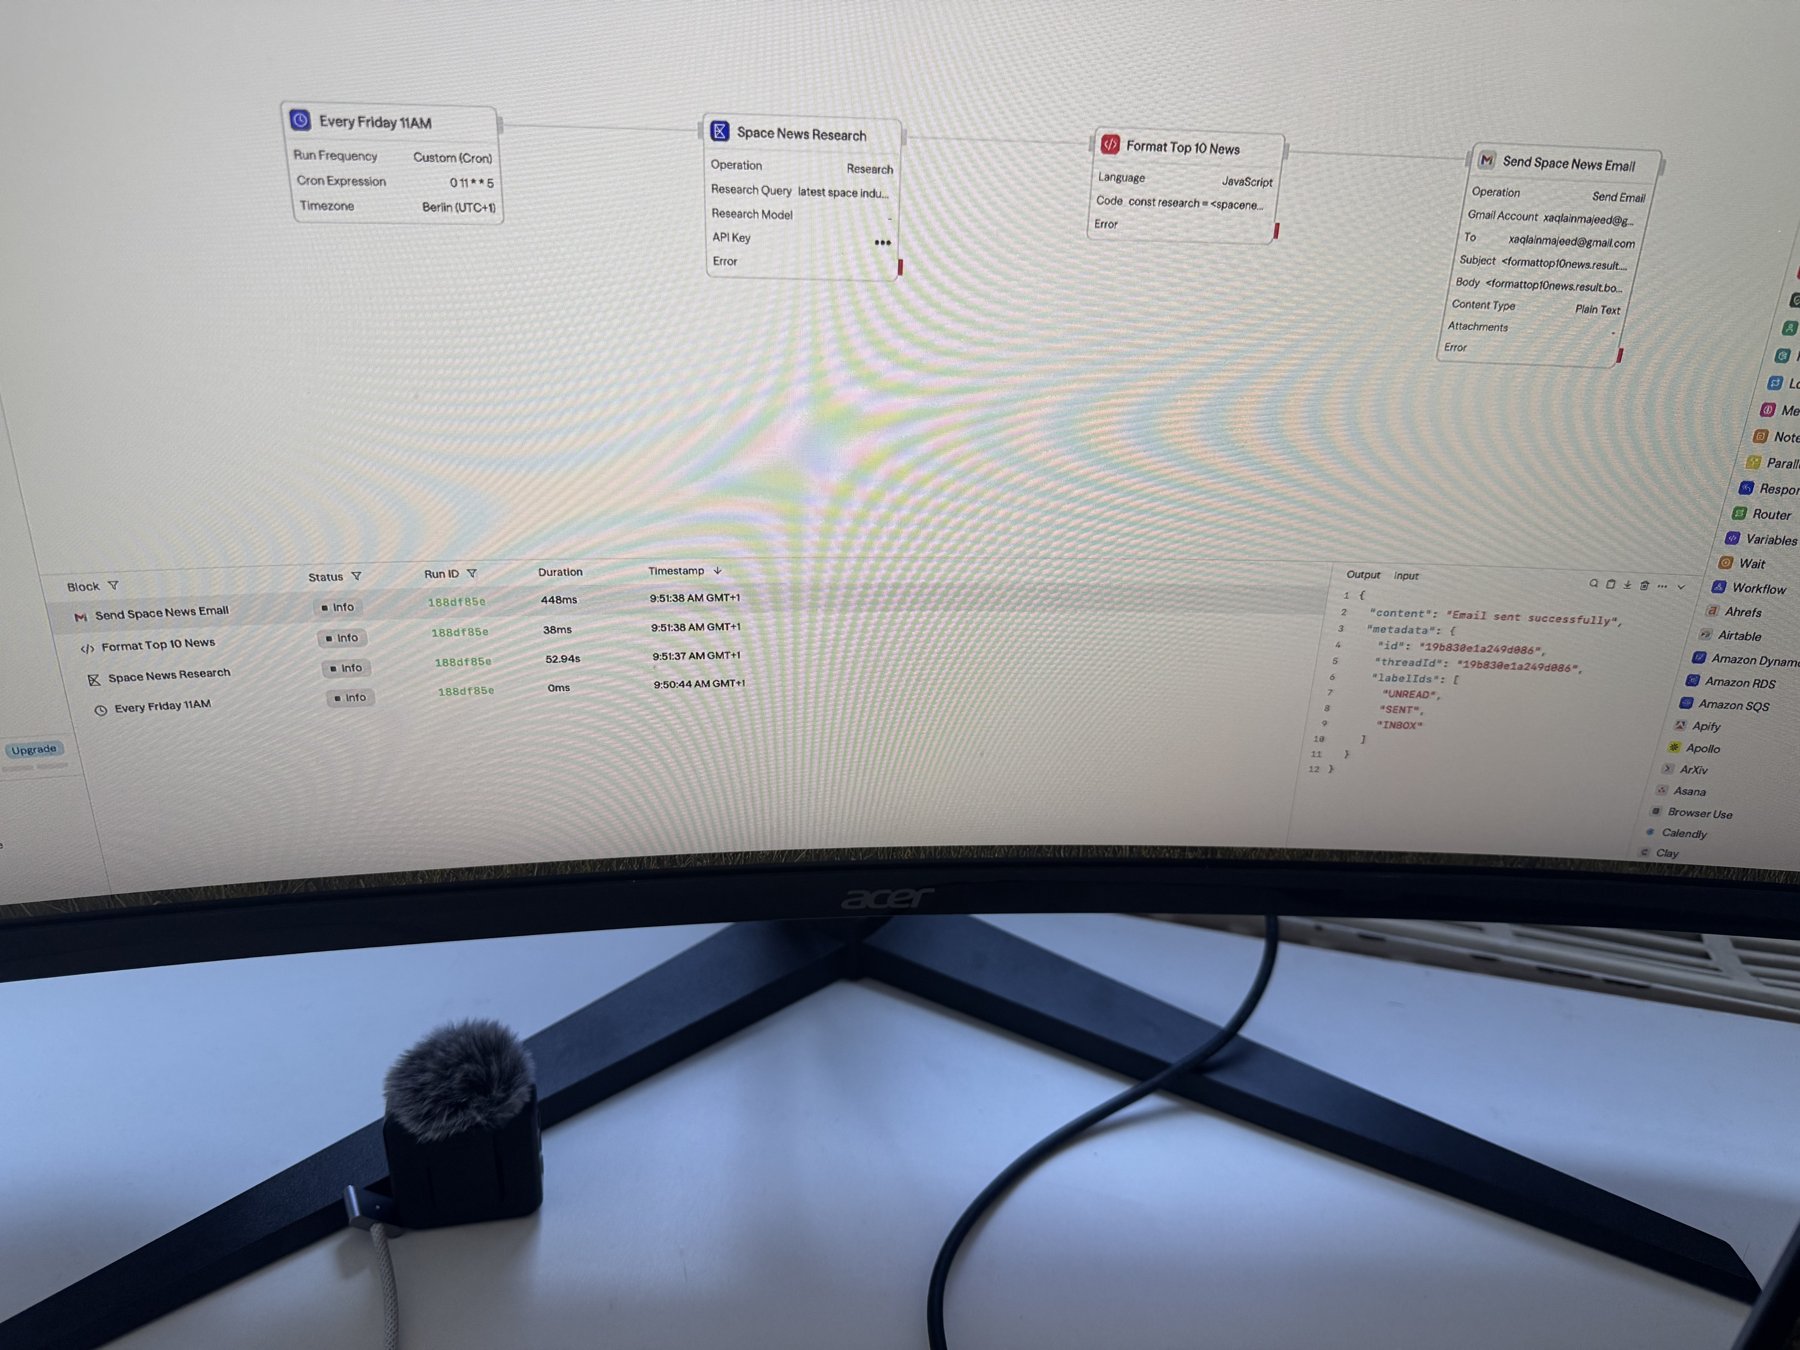 Every Friday 11AM
Run Frequency Custom (Cron)
Cron Expression 0 11 * * 5
Timezone Berlin (UTC+1)
Space News Research
Operation Research
Research Query latest space indu...
Research Model -
API Key •••
Error
Format Top 10 News
Language JavaScript
Code const research = <spacene...
Error
Send Space News Email
Operation Send Email
Gmail Account xaqlainmajeed@g...
To xaqlainmajeed@gmail.com
Subject <formattop10news.result....
Body <formattop10news.result.bo...
Content Type Plain Text
Attachments -
Error
Block Status Run ID Duration Timestamp
Send Space News Email Info 188df85e 448ms 9:51:38 AM GMT+1
Format Top 10 News Info 188df85e 38ms 9:51:38 AM GMT+1
Space News Research Info 188df85e 52.94s 9:51:37 AM GMT+1
Every Friday 11AM Info 188df85e 0ms 9:50:44 AM GMT+1
Upgrade
Output Input
1 {
2 "content": "Email sent successfully",
3 "metadata": {
4 "id": "19b830e1a249d086",
5 "threadId": "19b830e1a249d086",
6 "labelIds": [
7 "UNREAD",
8 "SENT",
9 "INBOX"
10 ]
11 }
12 }
Lo
Me
Note
Parall
Respon
Router
Variables
Wait
Workflow
Ahrefs
Airtable
Amazon Dynam
Amazon RDS
Amazon SQS
Apify
Apollo
ArXiv
Asana
Browser Use
Calendly
Clay
acer